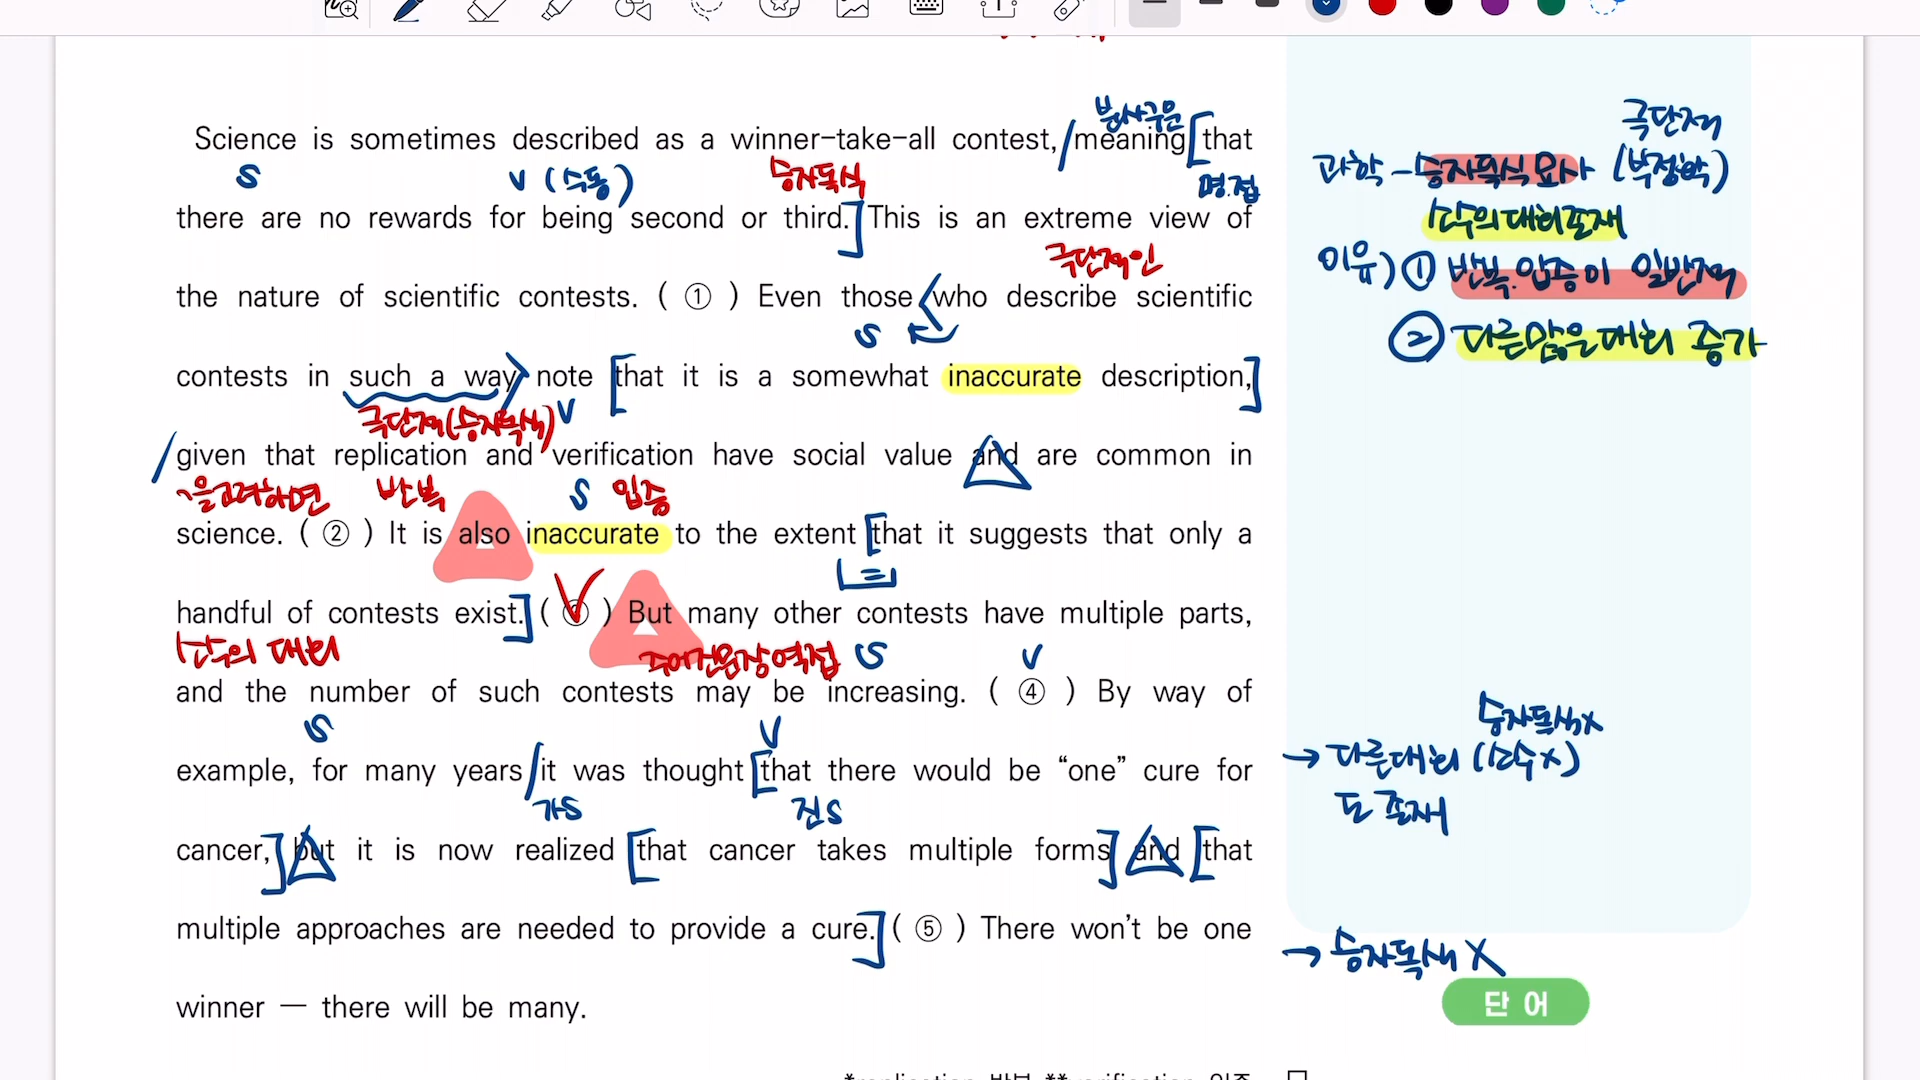 분사구문
Science is sometimes described as a winner-take-all contest, meaning that
S V (수동) 승자독식 명.접
there are no rewards for being second or third. This is an extreme view of
극단적인
the nature of scientific contests. ( ① ) Even those who describe scientific
S
contests in such a way note that it is a somewhat inaccurate description,
극단적(승자독식) V
given that replication and verification have social value and are common in
~을고려하면 반복 S 입증
science. ( ② ) It is also inaccurate to the extent that it suggests that only a
=
handful of contests exist. ( ③ ) But many other contests have multiple parts,
소수의 대회 주어진문장역접 S V
and the number of such contests may be increasing. ( ④ ) By way of
S V
example, for many years it was thought that there would be “one” cure for
가S 진S
cancer, but it is now realized that cancer takes multiple forms and that
multiple approaches are needed to provide a cure. ( ⑤ ) There won’t be one
winner — there will be many.
극단적
과학 – 승자독식묘사 (부정확)
소수의대회존재
이유) ① 반복.입증이 일반적
② 다른많은대회 증가
승자독식x
→ 다른대회 (소수x)
도 존재
→ 승자독식 X
단 어